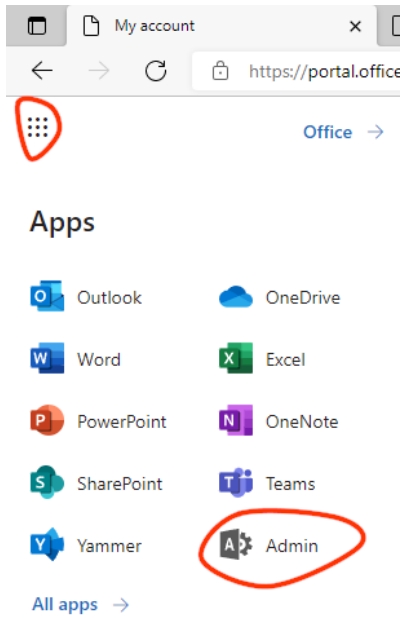 My account
https://portal.office
Office
Apps
Outlook OneDrive
Word Excel
PowerPoint OneNote
SharePoint Teams
Yammer Admin
All apps